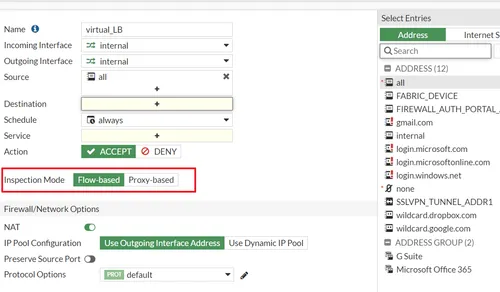 Name virtual_LB
Incoming Interface internal
Outgoing Interface internal
Source all
+
Destination +
Schedule always
Service +
Action ACCEPT DENY
Inspection Mode Flow-based Proxy-based
Firewall/Network Options
NAT
IP Pool Configuration Use Outgoing Interface Address Use Dynamic IP Pool
Preserve Source Port
Protocol Options PROT default
Select Entries
Address Internet S
Search
ADDRESS (12)
all
FABRIC_DEVICE
FIREWALL_AUTH_PORTAL_
gmail.com
internal
login.microsoft.com
login.microsoftonline.com
login.windows.net
none
SSLVPN_TUNNEL_ADDR1
wildcard.dropbox.com
wildcard.google.com
ADDRESS GROUP (2)
G Suite
Microsoft Office 365